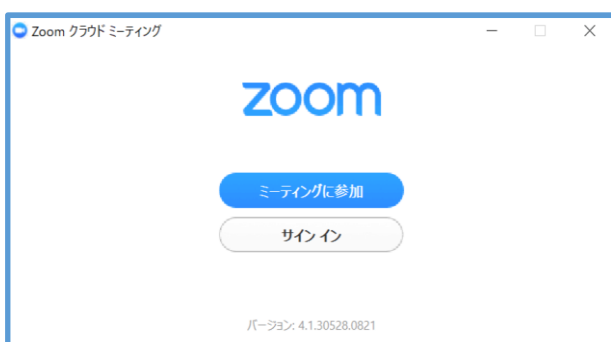 Zoom クラウド ミーティング
zoom
ミーティングに参加
サイン イン
バージョン: 4.1.30528.0821